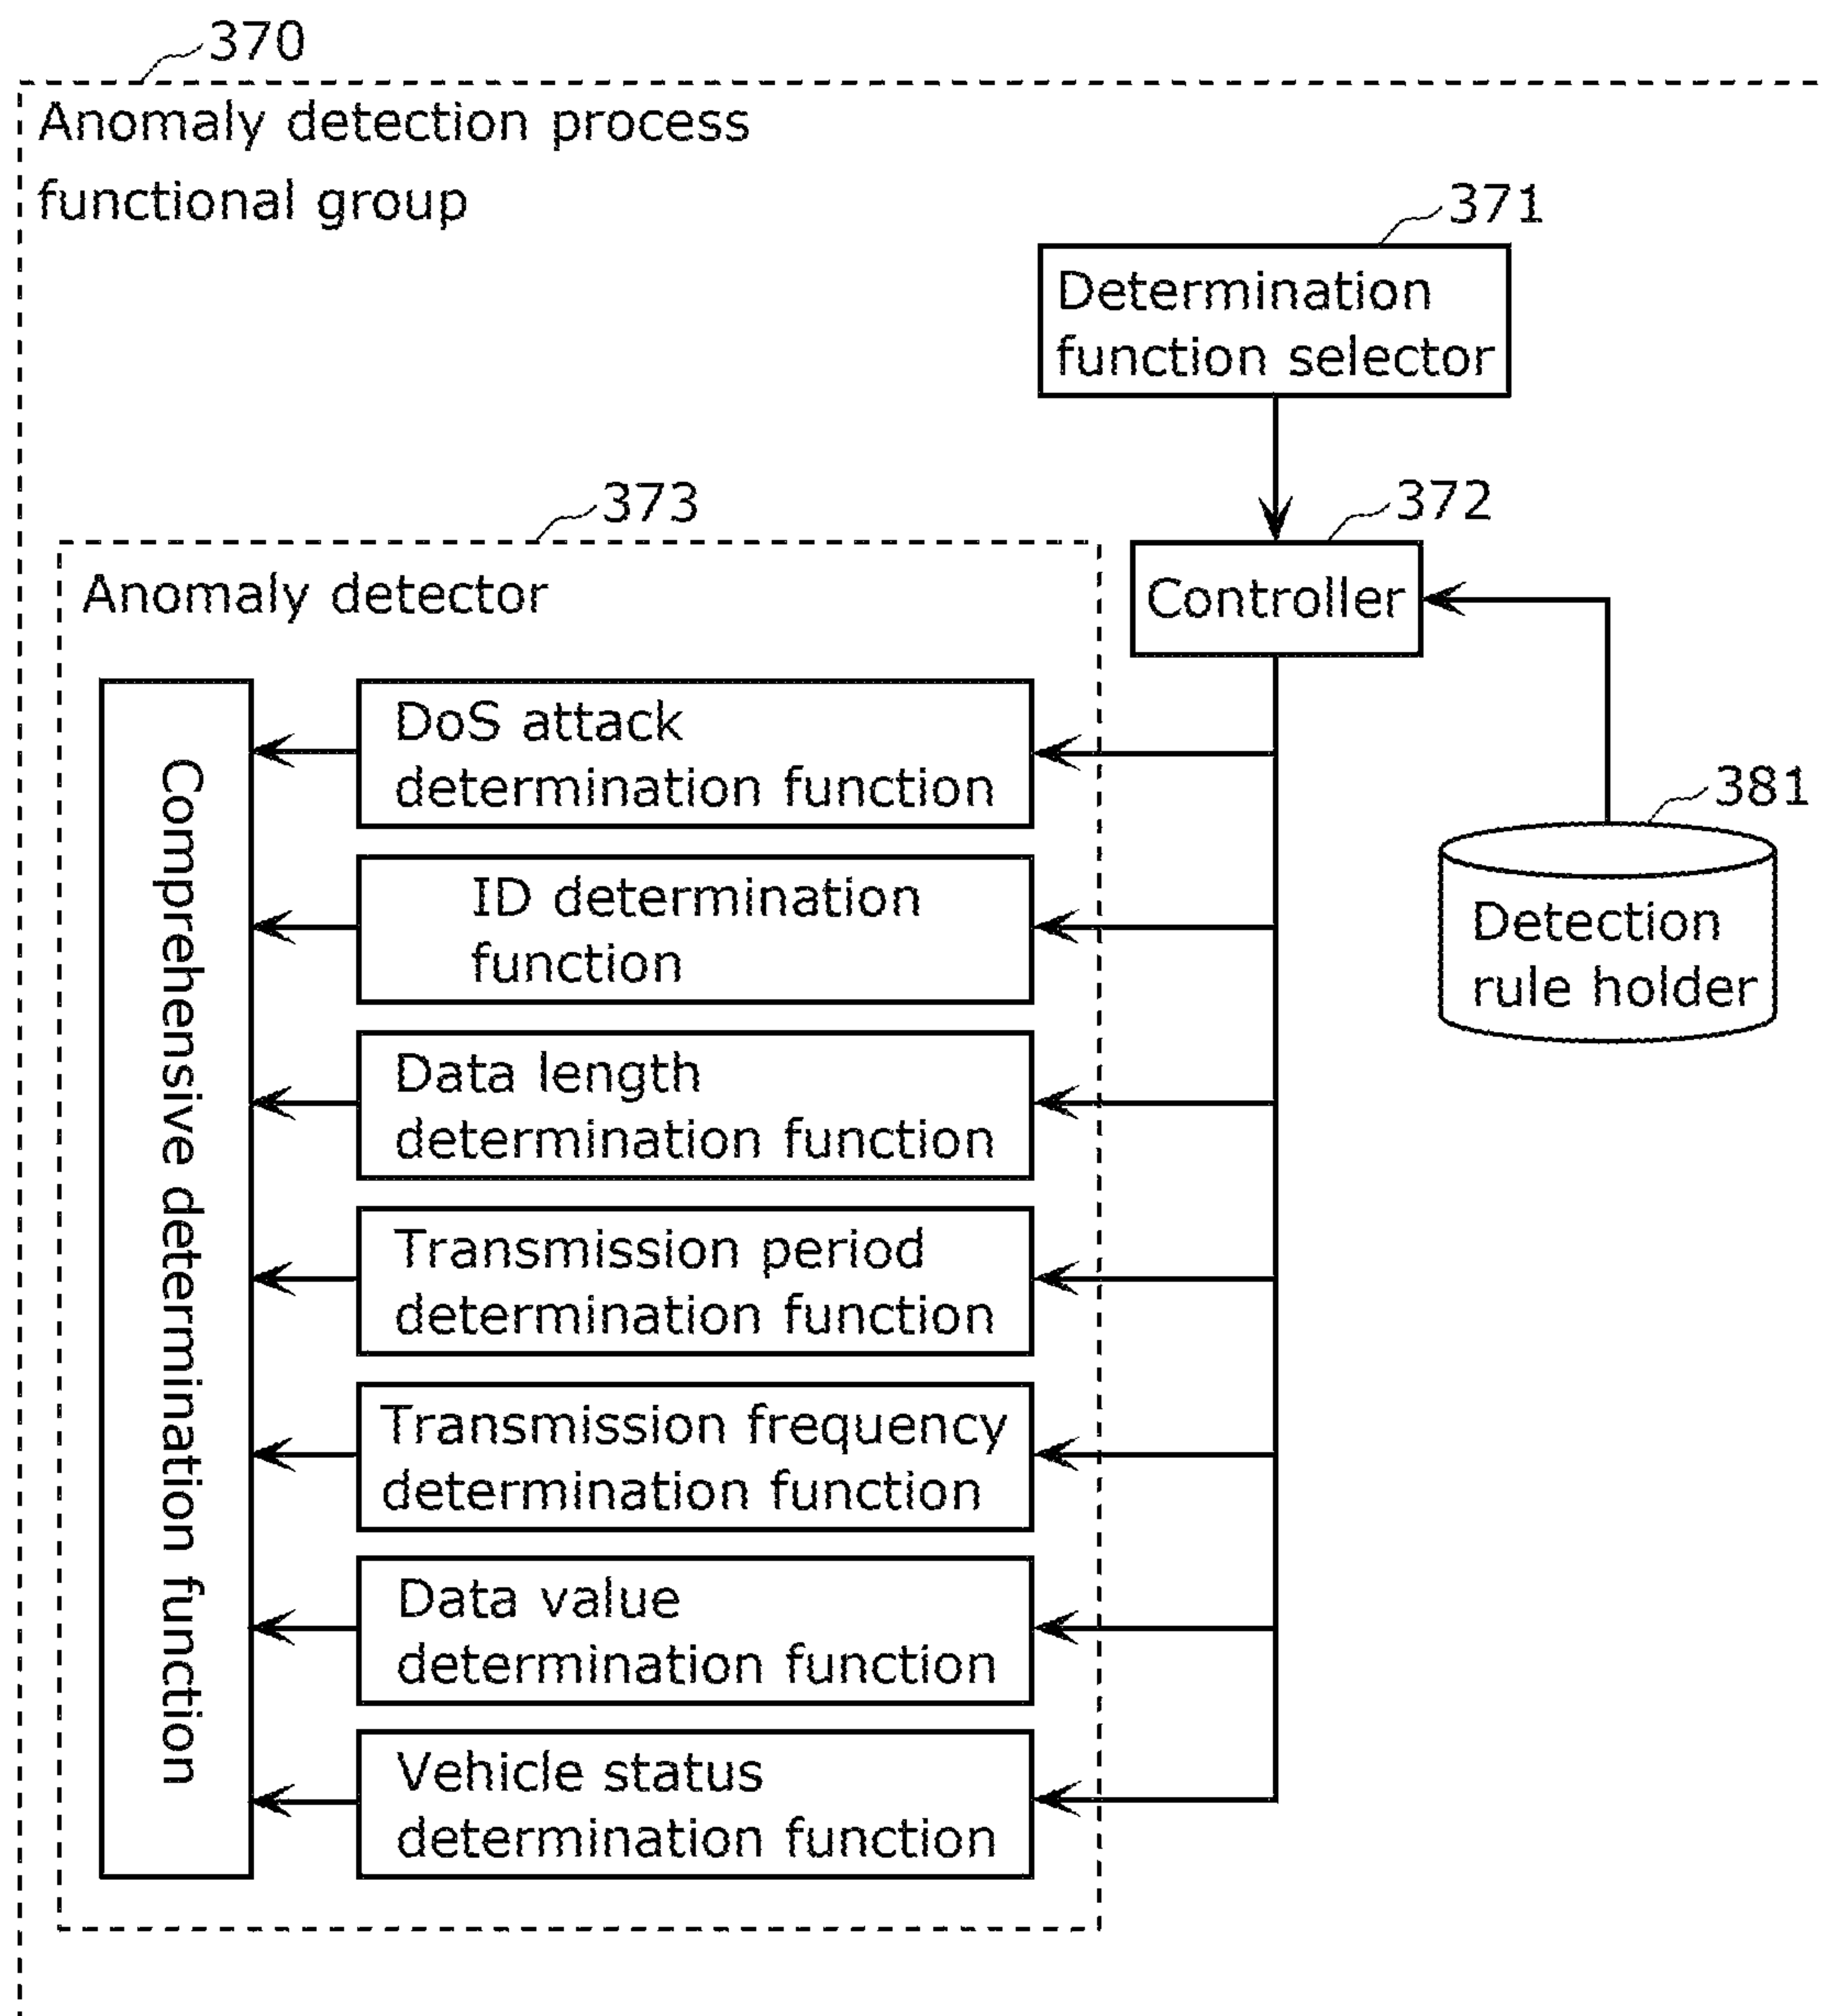 370
Anomaly detection process
functional group
371
Determination
function selector
373
372
Anomaly detector
Controller
Comprehensive determination function
DoS attack
determination function
381
ID determination
function
Detection
rule holder
Data length
determination function
Transmission period
determination function
Transmission frequency
determination function
Data value
determination function
Vehicle status
determination function